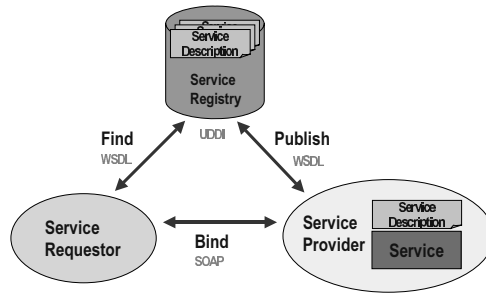 Service
Description
Service
Registry
UDDI
Find
WSDL
Publish
WSDL
Service
Requestor
Bind
SOAP
Service
Provider
Service
Description
Service